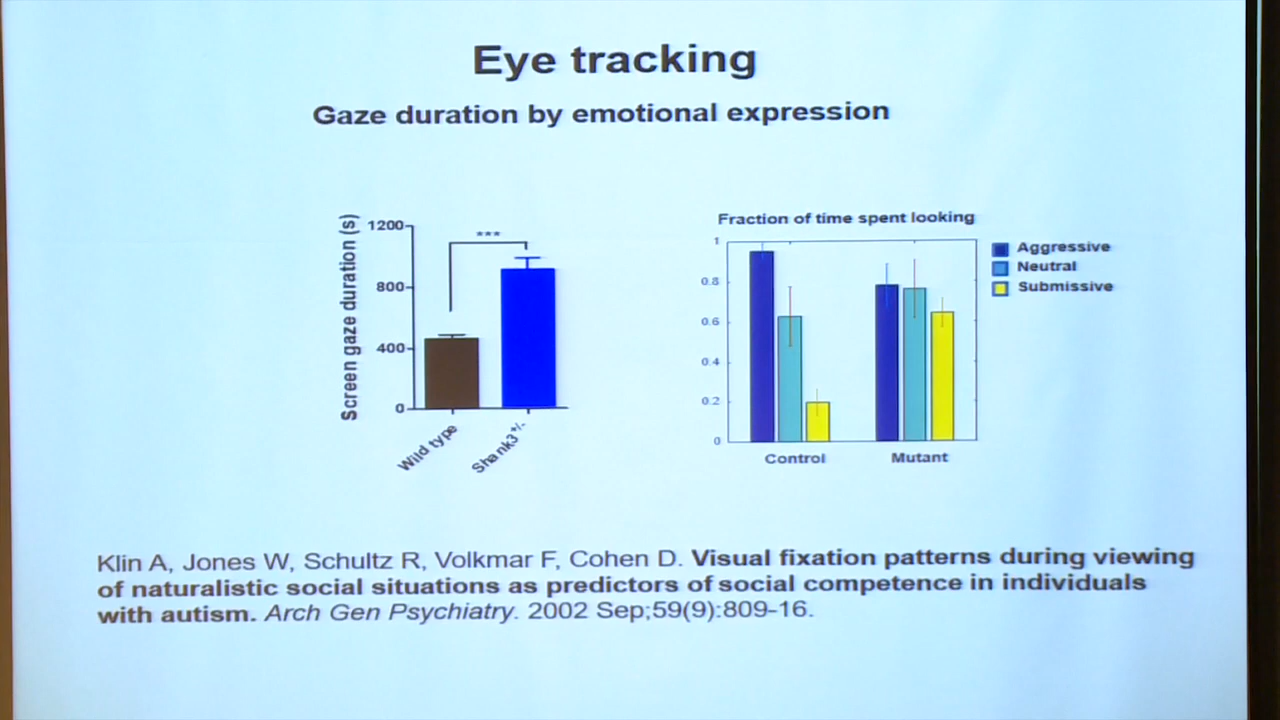 Eye tracking
Gaze duration by emotional expression
Screen gaze duration (s)
1200
800
400
0
***
Wild type
Shank3+/-
Fraction of time spent looking
1
0.8
0.6
0.4
0.2
0
Control
Mutant
Aggressive
Neutral
Submissive
Klin A, Jones W, Schultz R, Volkmar F, Cohen D. Visual fixation patterns during viewing
of naturalistic social situations as predictors of social competence in individuals
with autism. Arch Gen Psychiatry. 2002 Sep;59(9):809-16.